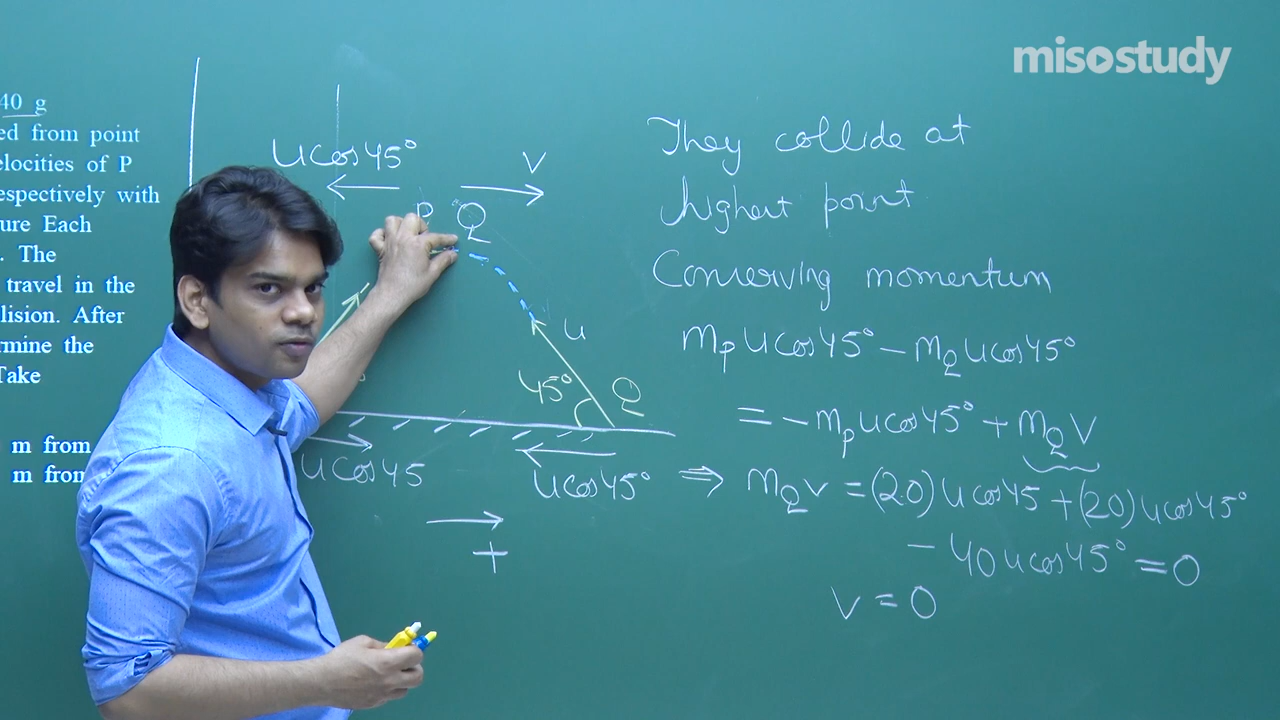 misostudy
40 g
ed from point
elocities of P
espectively with
ure Each
. The
travel in the
lision. After
rmine the
Take
m from
m from
ucos45°
V
P Q
u
45°
Q
ucos45
ucos45°
+
They collide at
highest point
Conserving momentum
mPucos45° - mQucos45°
= -mpucos45° + mQV
⇒ mQv = (20)ucos45 + (20)ucos45°
- 40ucos45° = 0
v = 0